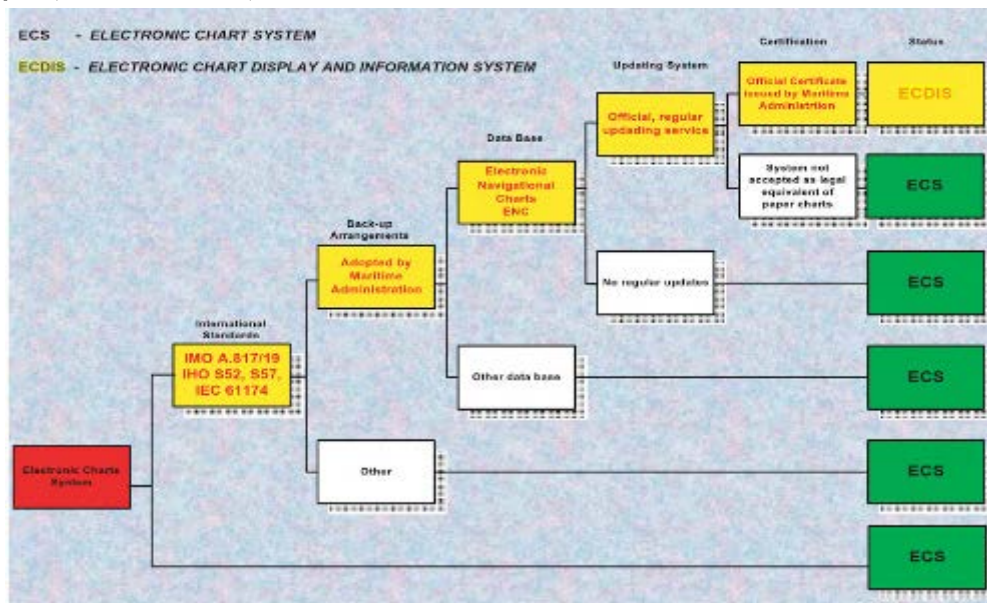 ECS - ELECTRONIC CHART SYSTEM
ECDIS - ELECTRONIC CHART DISPLAY AND INFORMATION SYSTEM
Certification
Status
Updating System
Official Certificate
issued by Maritime
Administrtion
ECDIS
Official, regular
updading service
Data Base
System not
accepted as legal
equivalent of
paper charts
ECS
Electronic
Navigational
Charts
ENC
Back-up
Arrangements
Adopted by
Maritime
Administration
No regular updates
ECS
International
Standards
IMO A.817/19
IHO S52, S57,
IEC 61174
Other data base
ECS
Electronic Charts
System
Other
ECS
ECS